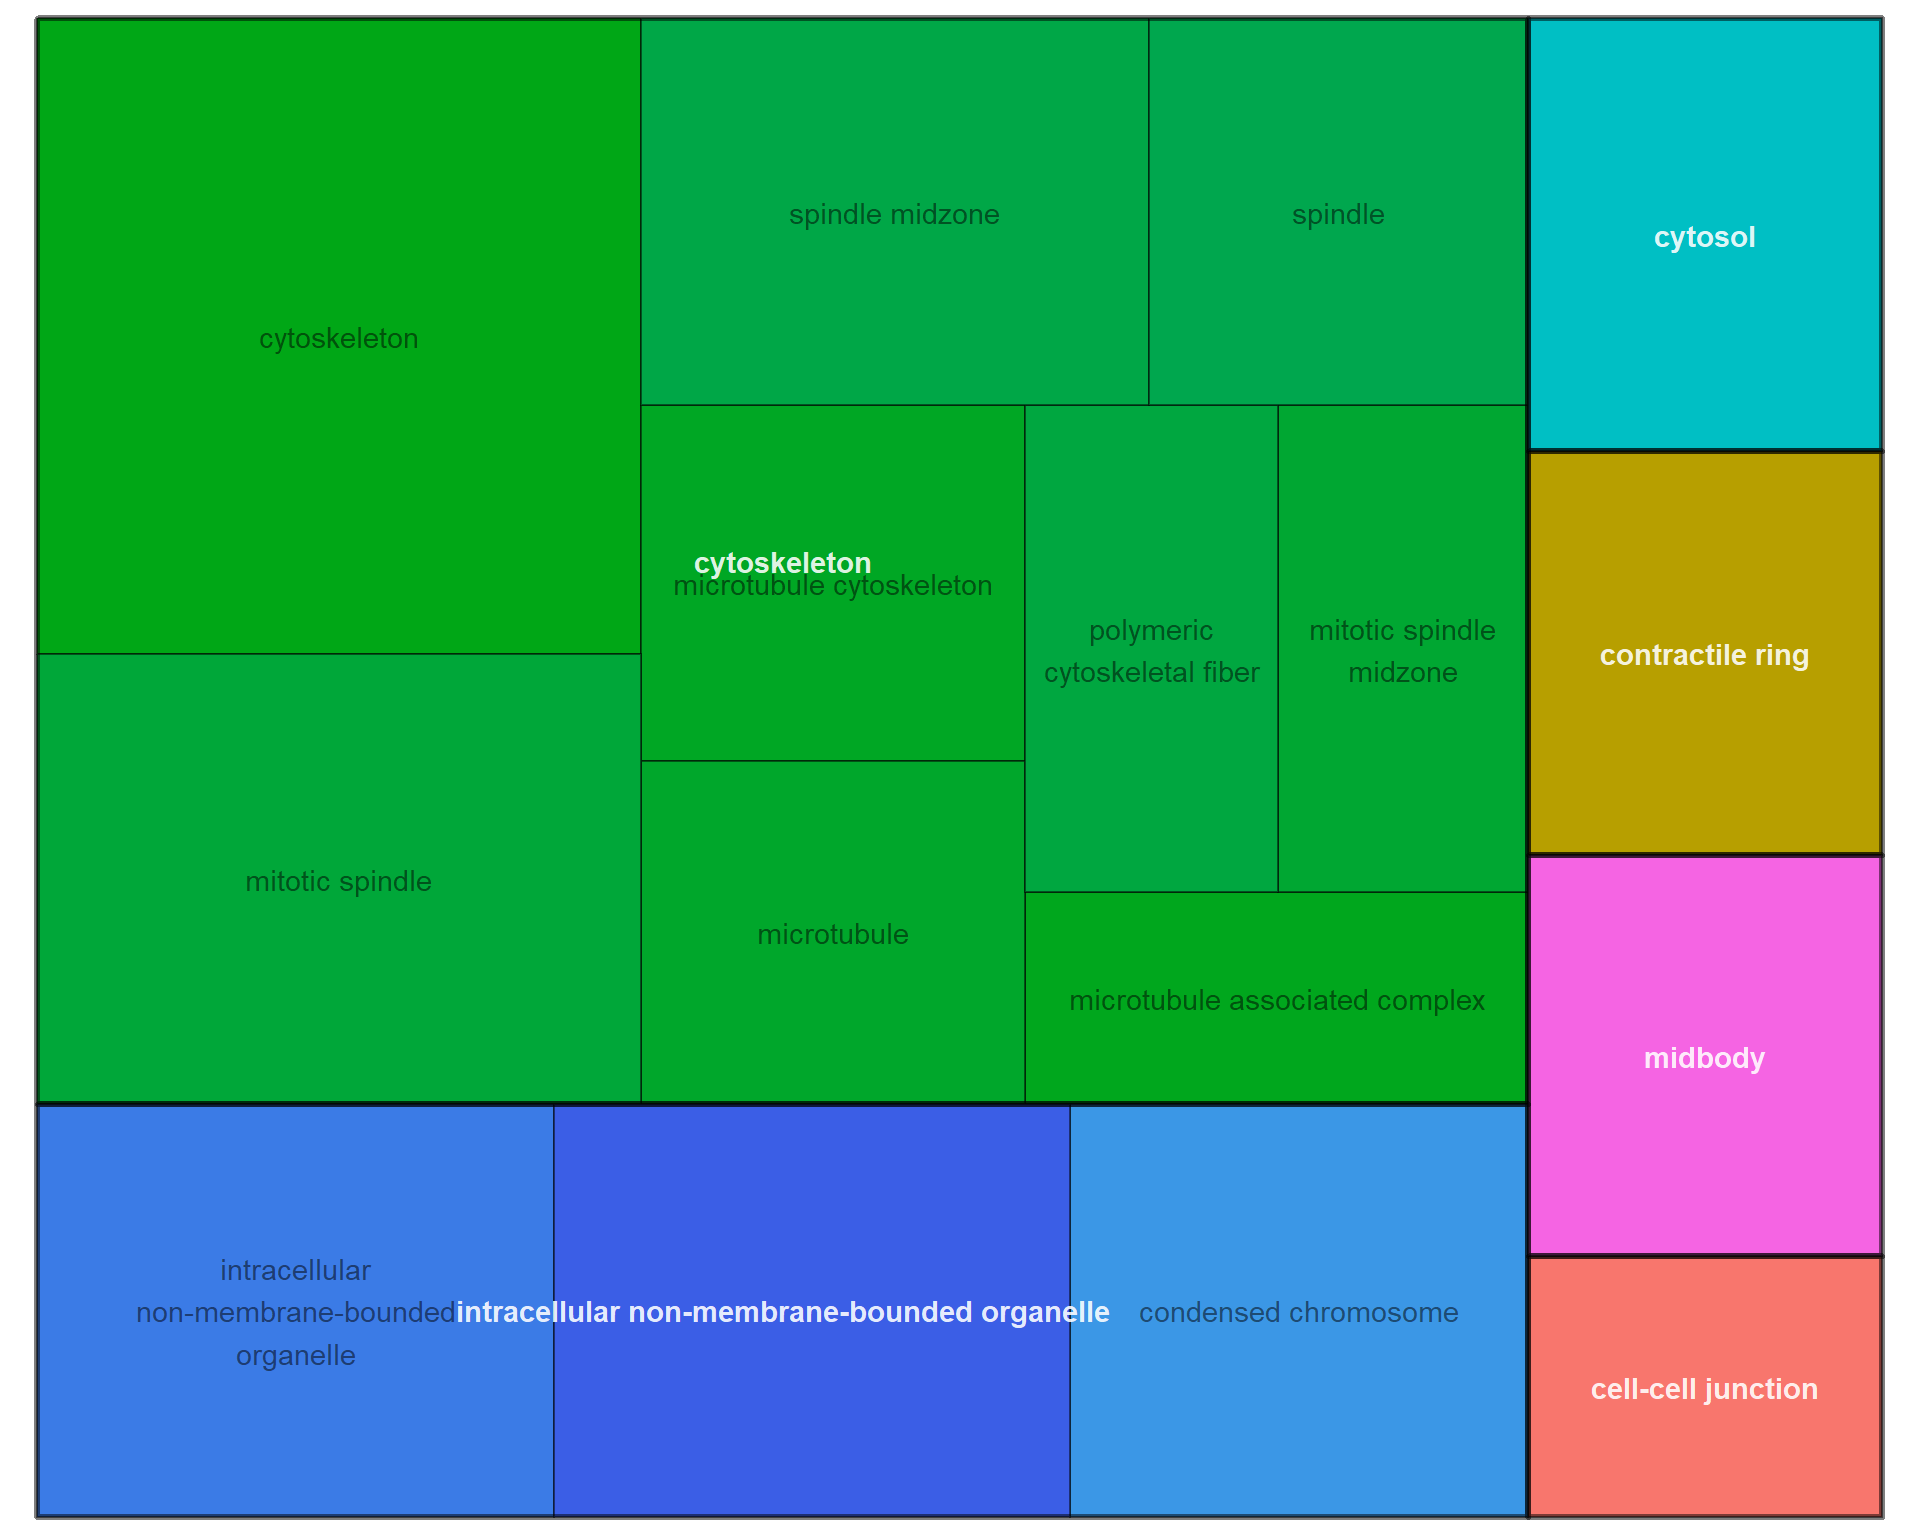 spindle midzone
spindle
cytosol
cytoskeleton
cytoskeleton
microtubule cytoskeleton
polymeric
cytoskeletal fiber
mitotic spindle
midzone
contractile ring
mitotic spindle
microtubule
microtubule associated complex
midbody
intracellular
non-membrane-bounded
organelle
intracellular non-membrane-bounded organelle
condensed chromosome
cell-cell junction